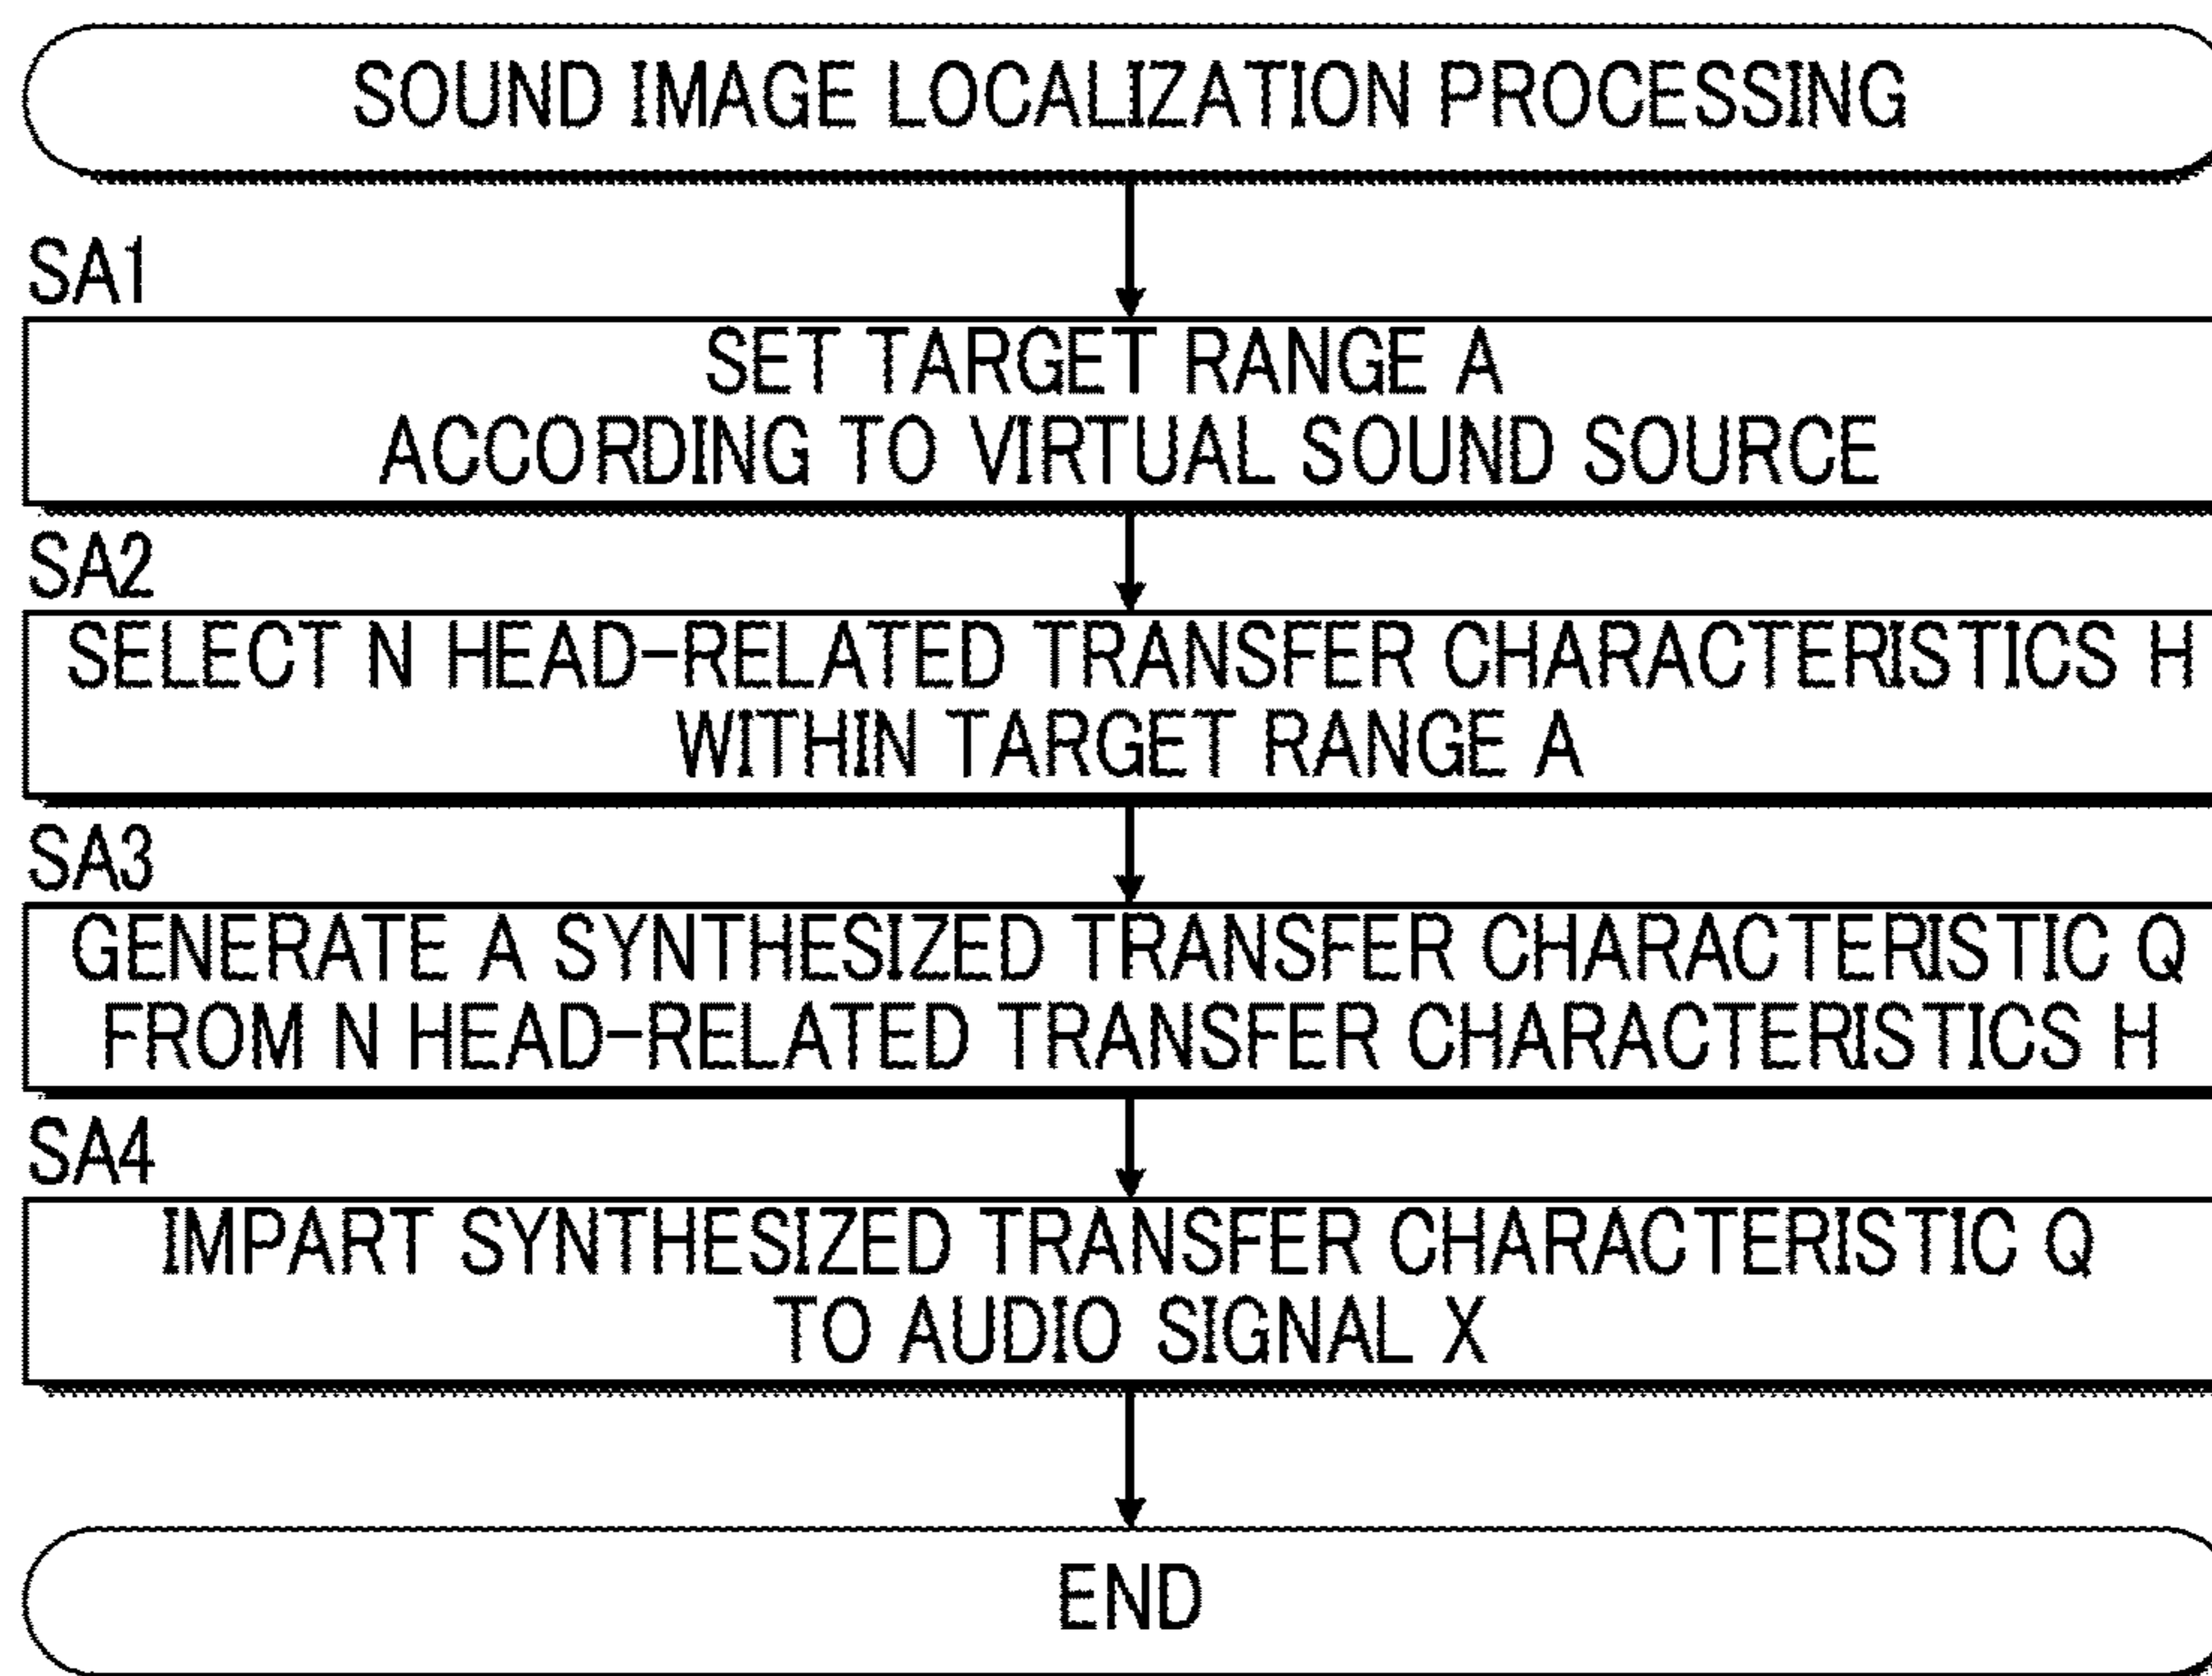 SOUND IMAGE LOCALIZATION PROCESSING
SA1
SET TARGET RANGE A
ACCORDING TO VIRTUAL SOUND SOURCE
SA2
SELECT N HEAD-RELATED TRANSFER CHARACTERISTICS H
WITHIN TARGET RANGE A
SA3
GENERATE A SYNTHESIZED TRANSFER CHARACTERISTIC Q
FROM N HEAD-RELATED TRANSFER CHARACTERISTICS H
SA4
IMPART SYNTHESIZED TRANSFER CHARACTERISTIC Q
TO AUDIO SIGNAL X
END